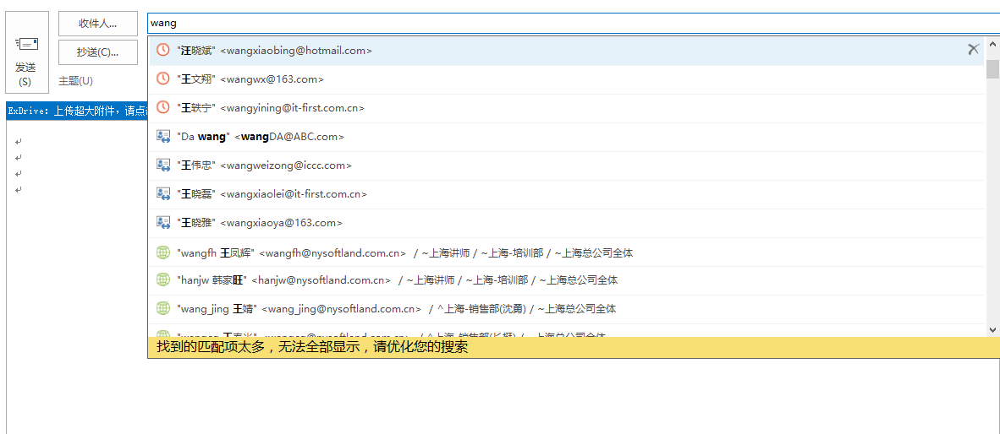 收件人...
wang
发送
(S)
抄送(C)...
主题(U)
ExDrive: 上传超大附件，请点
"汪晓斌" <wangxiaobing@hotmail.com>
"王文翔" <wangwx@163.com>
"王轶宁" <wangyining@it-first.com.cn>
"Da wang" <wangDA@ABC.com>
"王伟忠" <wangweizong@iccc.com>
"王晓磊" <wangxiaolei@it-first.com.cn>
"王晓雅" <wangxiaoya@163.com>
"wangfh 王凤辉" <wangfh@nysoftland.com.cn> / ~上海讲师 / ~上海-培训部 / ~上海总公司全体
"hanjw 韩家旺" <hanjw@nysoftland.com.cn> / ~上海讲师 / ~上海-培训部 / ~上海总公司全体
"wang_jing 王婧" <wang_jing@nysoftland.com.cn> / ^上海-销售部(沈勇) / ~上海总公司全体
找到的匹配项太多，无法全部显示，请优化您的搜索